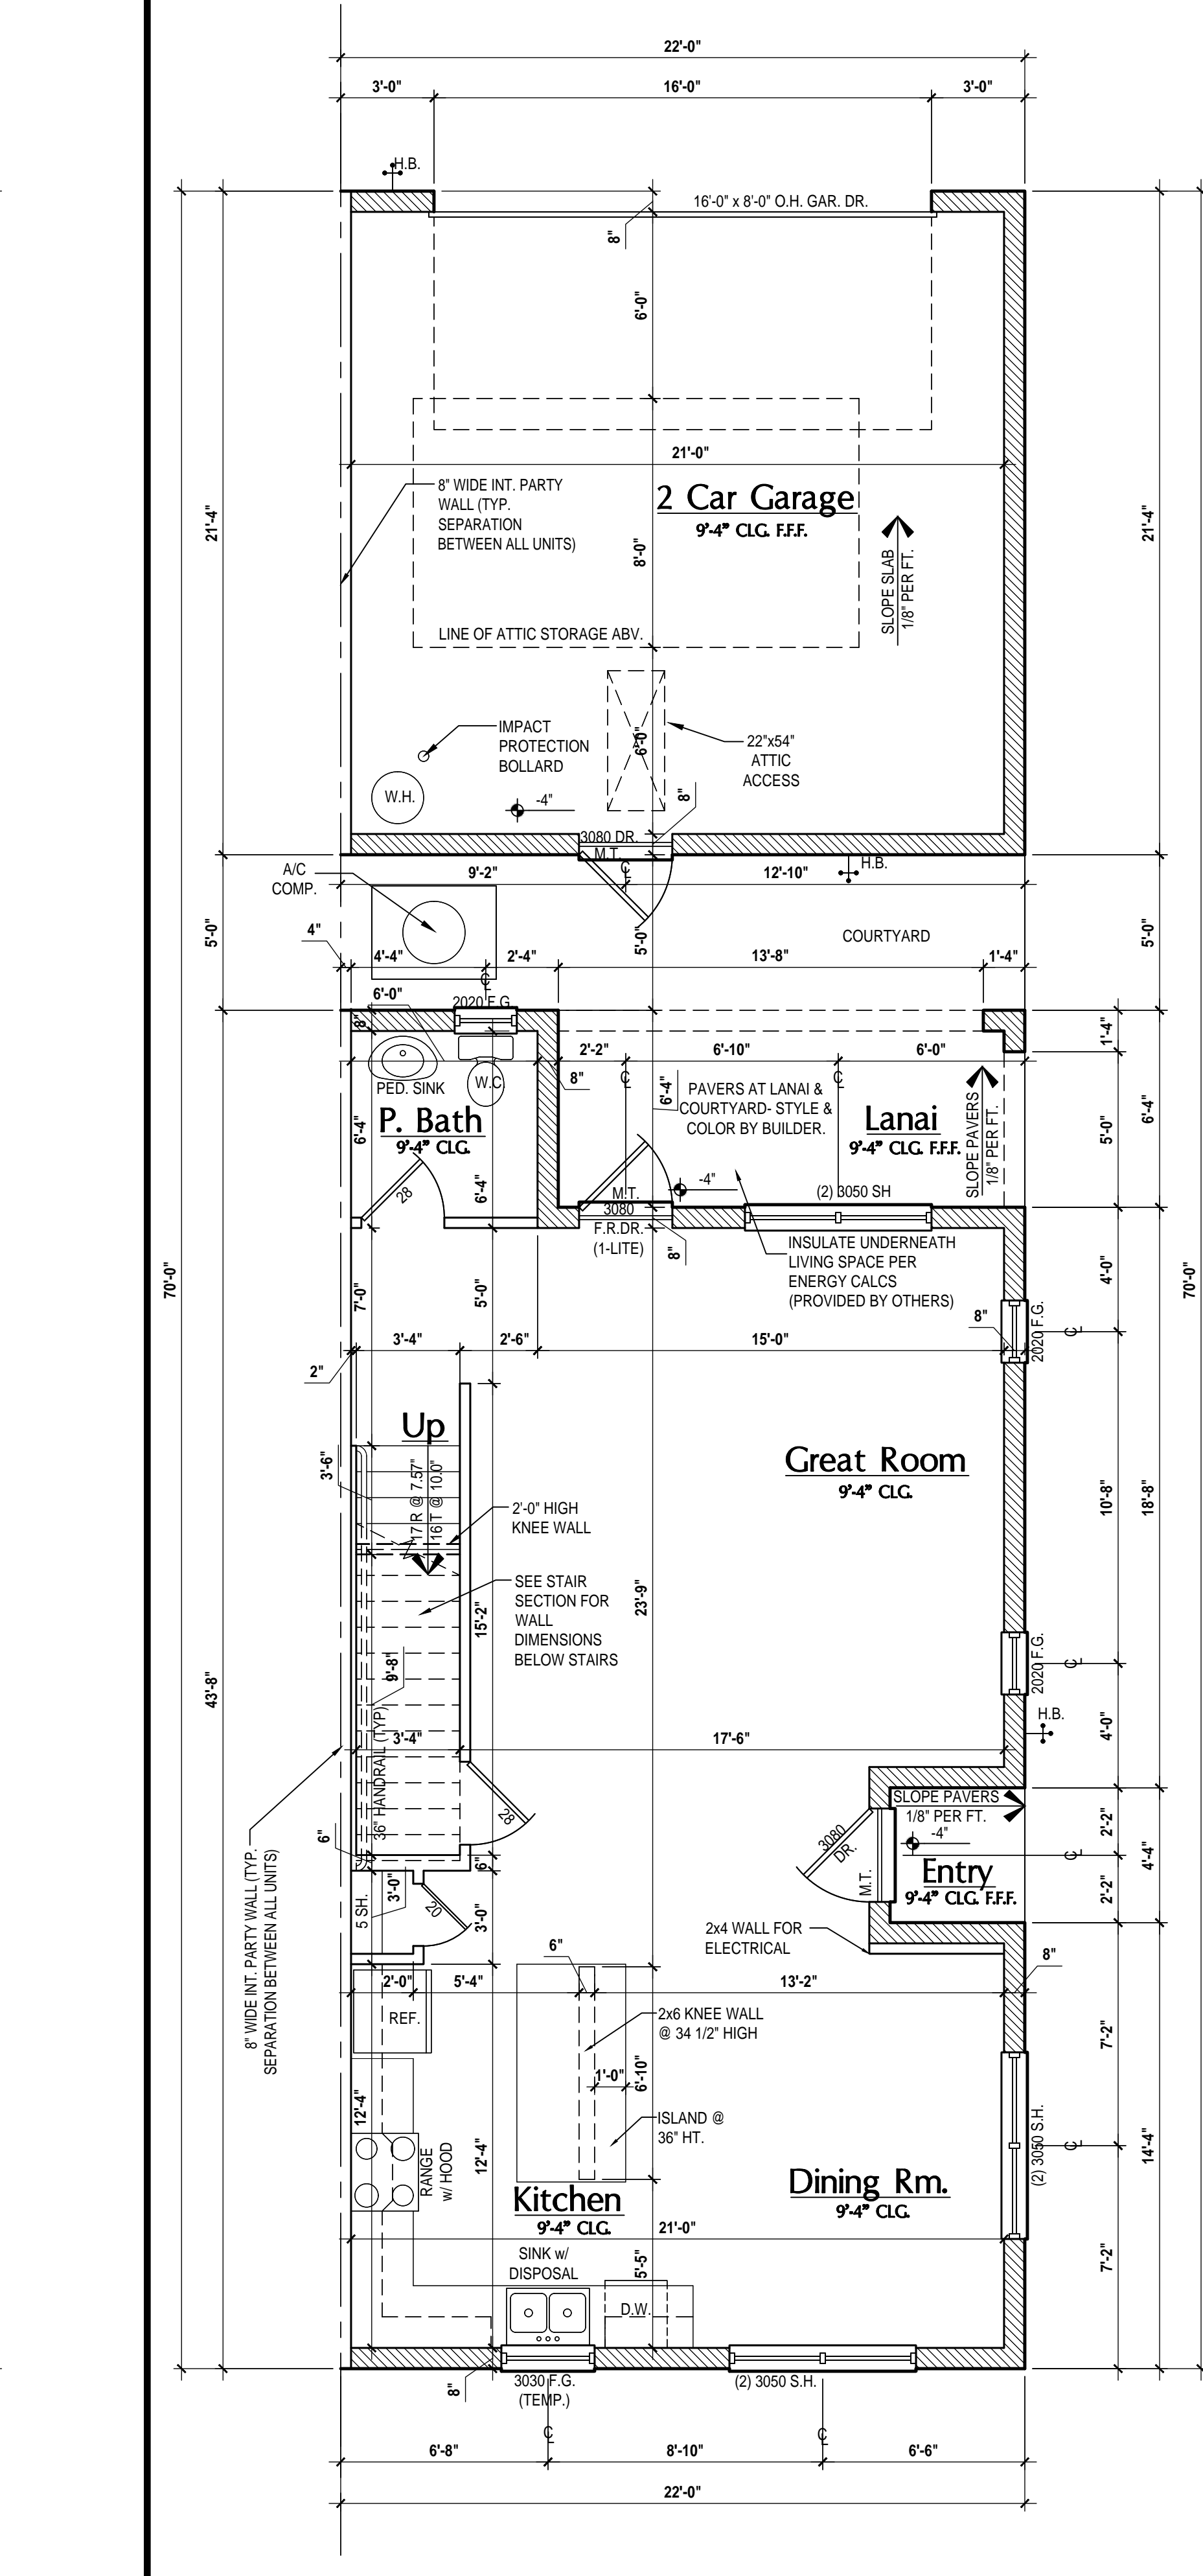 22'-0"
3'-0"
16'-0"
3'-0"
H.B.
16'-0" x 8'-0" O.H. GAR. DR.
8"
6'-0"
21'-0"
8" WIDE INT. PARTY
WALL (TYP.
SEPARATION
BETWEEN ALL UNITS)
2 Car Garage
9'-4" CLG. F.F.F.
21'-4"
21'-4"
8'-0"
SLOPE SLAB
1/8" PER FT.
LINE OF ATTIC STORAGE ABV.
IMPACT
PROTECTION
BOLLARD
6'-0"
22"x54"
ATTIC
ACCESS
W.H.
-4"
8"
3080 DR.
M.T.
℄
H.B.
A/C
COMP.
9'-2"
12'-10"
5'-0"
4"
5'-0"
COURTYARD
5'-0"
4'-4"
2'-4"
13'-8"
1'-4"
℄
6'-0"
2020 F.G.
8"
1'-4"
2'-2"
6'-10"
6'-0"
8"
℄
℄
PED. SINK
W.C.
6'-4"
PAVERS AT LANAI &
COURTYARD- STYLE &
COLOR BY BUILDER.
P. Bath
9'-4" CLG.
6'-4"
Lanai
9'-4" CLG. F.F.F.
SLOPE PAVERS
1/8" PER FT.
5'-0"
6'-4"
28
6'-4"
M.T.
-4"
(2) 3050 SH
3080
F.R.DR.
(1-LITE)
8"
INSULATE UNDERNEATH
LIVING SPACE PER
ENERGY CALCS
(PROVIDED BY OTHERS)
70'-0"
70'-0"
7'-0"
5'-0"
4'-0"
8"
2020 F.G.
℄
3'-4"
2'-6"
15'-0"
2"
Up
3'-6"
17 R @ 7.57"
16 T @ 10.0"
Great Room
9'-4" CLG.
2'-0" HIGH
KNEE WALL
10'-8"
18'-8"
SEE STAIR
SECTION FOR
WALL
DIMENSIONS
BELOW STAIRS
15'-2"
23'-9"
9'-8"
43'-8"
2020 F.G.
℄
36" HANDRAIL (TYP)
3'-4"
17'-6"
H.B.
4'-0"
28
SLOPE PAVERS
1/8" PER FT.
3080
DR.
-4"
M.T.
Entry
9'-4" CLG. F.F.F.
2'-2"
℄
2'-2"
4'-4"
6"
6"
8" WIDE INT. PARTY WALL (TYP.
SEPARATION BETWEEN ALL UNITS)
5 SH.
3'-0"
20
3'-0"
2x4 WALL FOR
ELECTRICAL
6"
8"
2'-0"
5'-4"
13'-2"
REF.
2x6 KNEE WALL
@ 34 1/2" HIGH
7'-2"
1'-0"
6'-10"
12'-4"
ISLAND @
36" HT.
RANGE
w/ HOOD
12'-4"
(2) 3050 S.H.
℄
14'-4"
Kitchen
9'-4" CLG.
Dining Rm.
9'-4" CLG.
21'-0"
SINK w/
DISPOSAL
5'-5"
7'-2"
D.W.
8"
3030 F.G.
(TEMP.)
(2) 3050 S.H.
℄
℄
6'-8"
8'-10"
6'-6"
22'-0"